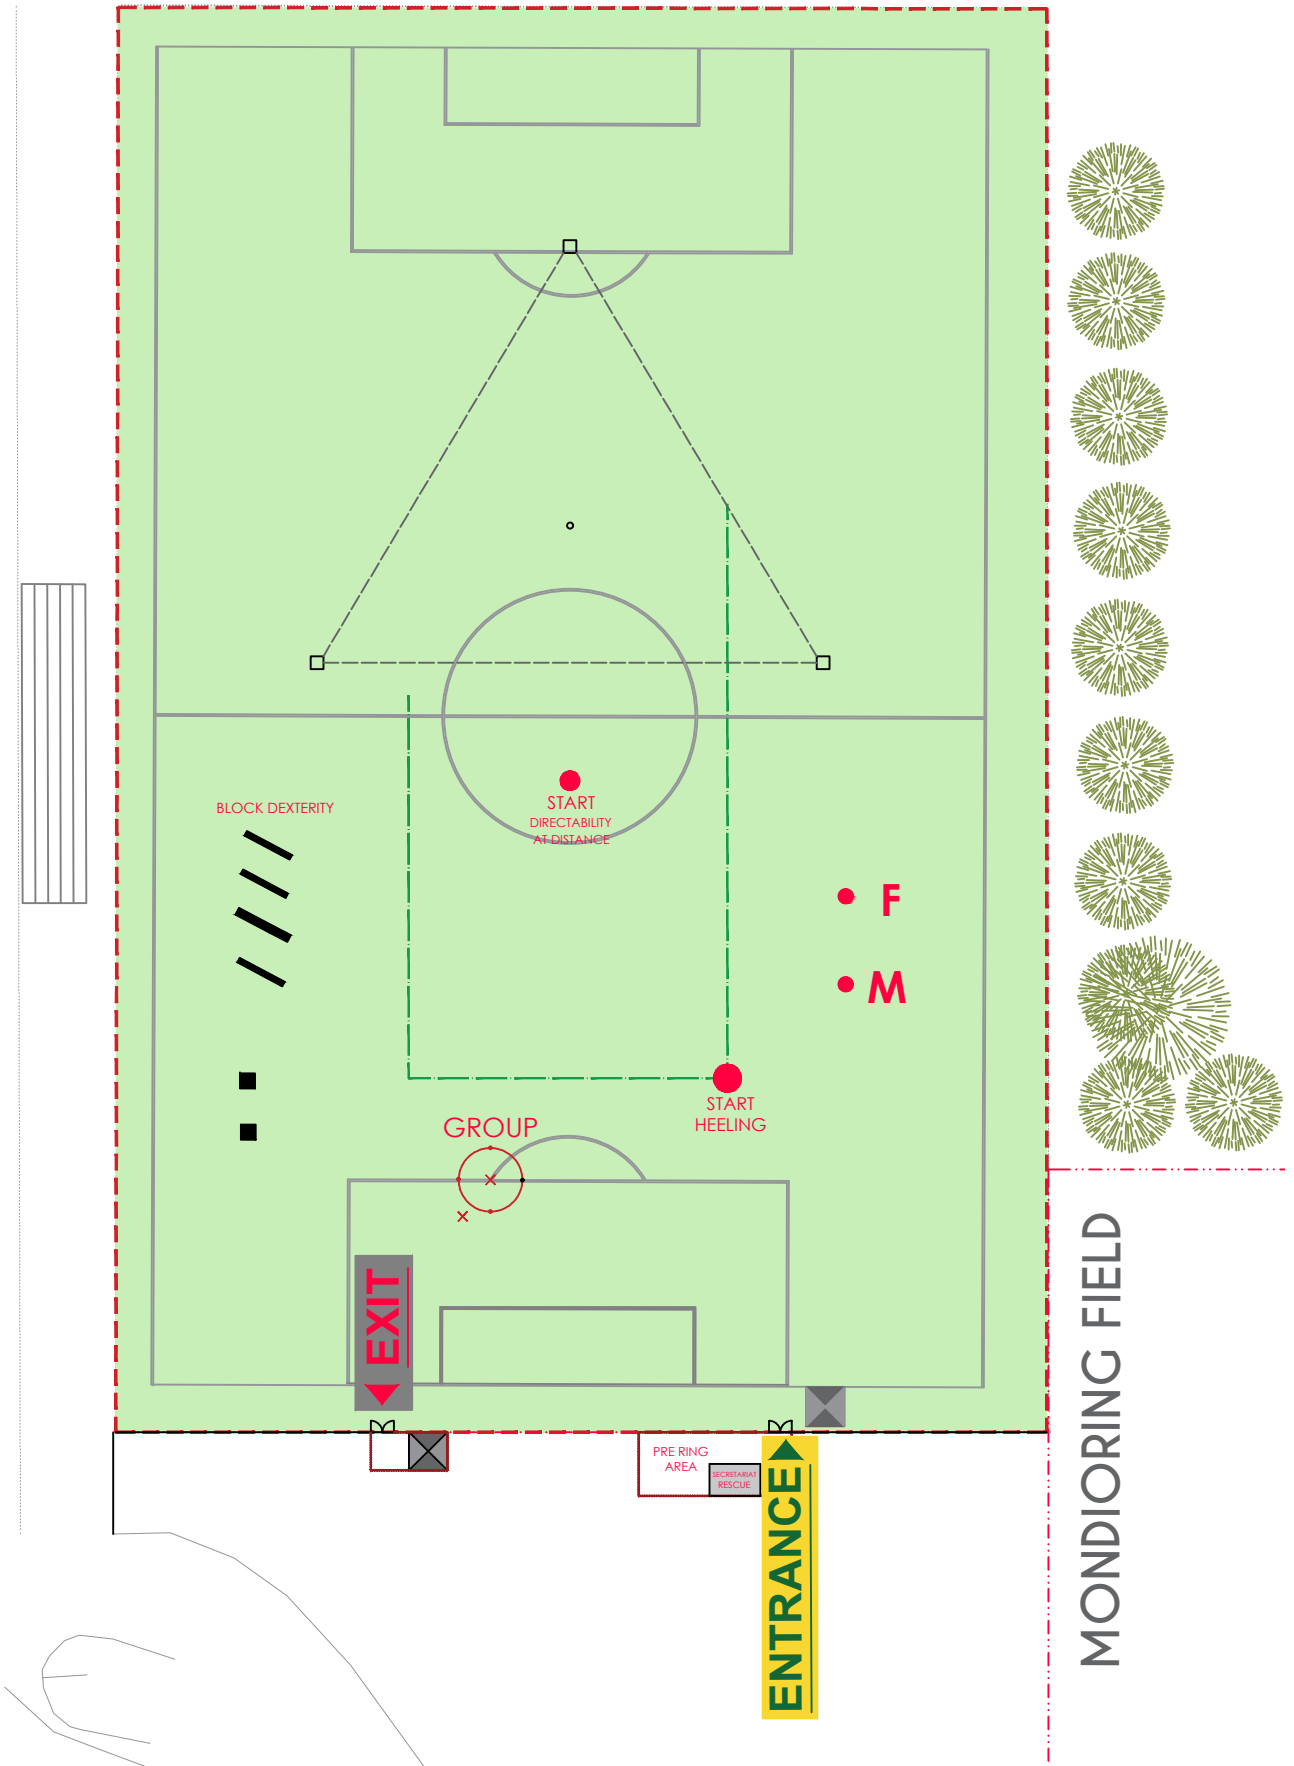 BLOCK DEXTERITY
START
DIRECTABILITY
AT DISTANCE
F
M
START
HEELING
GROUP
EXIT
PRE RING
AREA
SECRETARIAT
RESCUE
ENTRANCE
MONDIORING FIELD